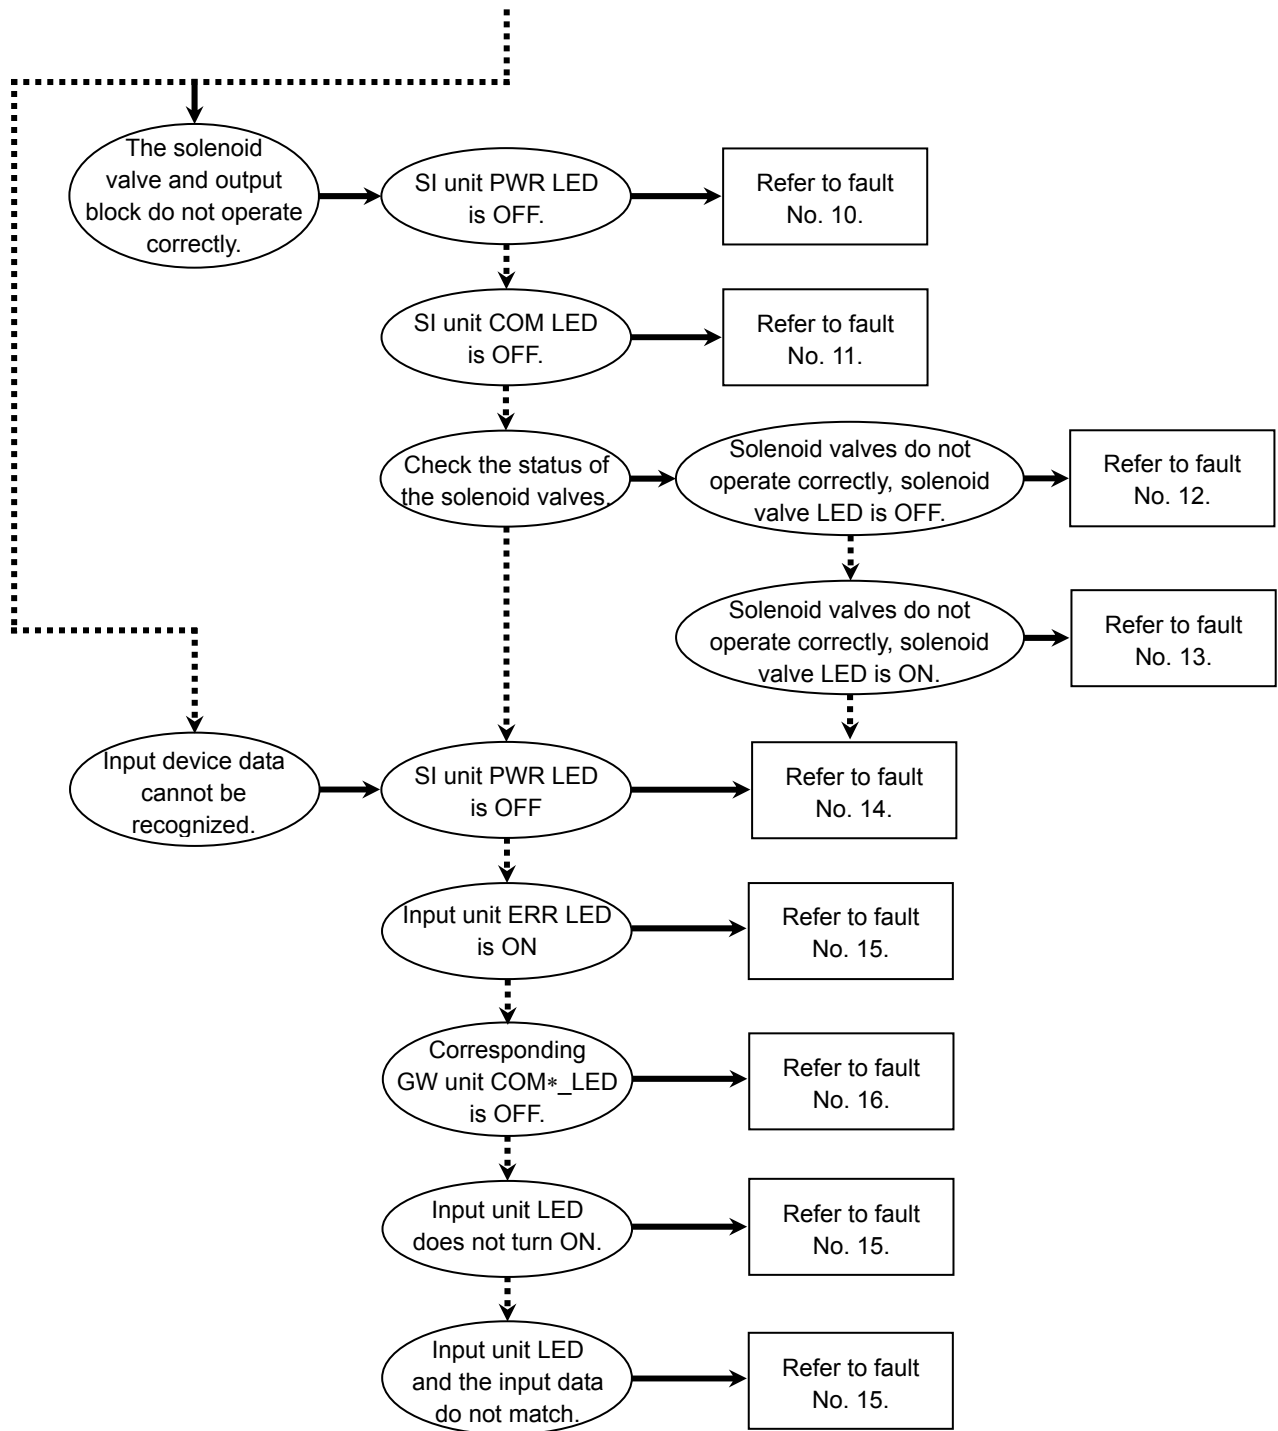 The solenoid
valve and output
block do not operate
correctly.
SI unit PWR LED
is OFF.
Refer to fault
No. 10.
SI unit COM LED
is OFF.
Refer to fault
No. 11.
Check the status of
the solenoid valves.
Solenoid valves do not
operate correctly, solenoid
valve LED is OFF.
Refer to fault
No. 12.
Solenoid valves do not
operate correctly, solenoid
valve LED is ON.
Refer to fault
No. 13.
Input device data
cannot be
recognized.
SI unit PWR LED
is OFF
Refer to fault
No. 14.
Input unit ERR LED
is ON
Refer to fault
No. 15.
Corresponding
GW unit COM*_LED
is OFF.
Refer to fault
No. 16.
Input unit LED
does not turn ON.
Refer to fault
No. 15.
Input unit LED
and the input data
do not match.
Refer to fault
No. 15.